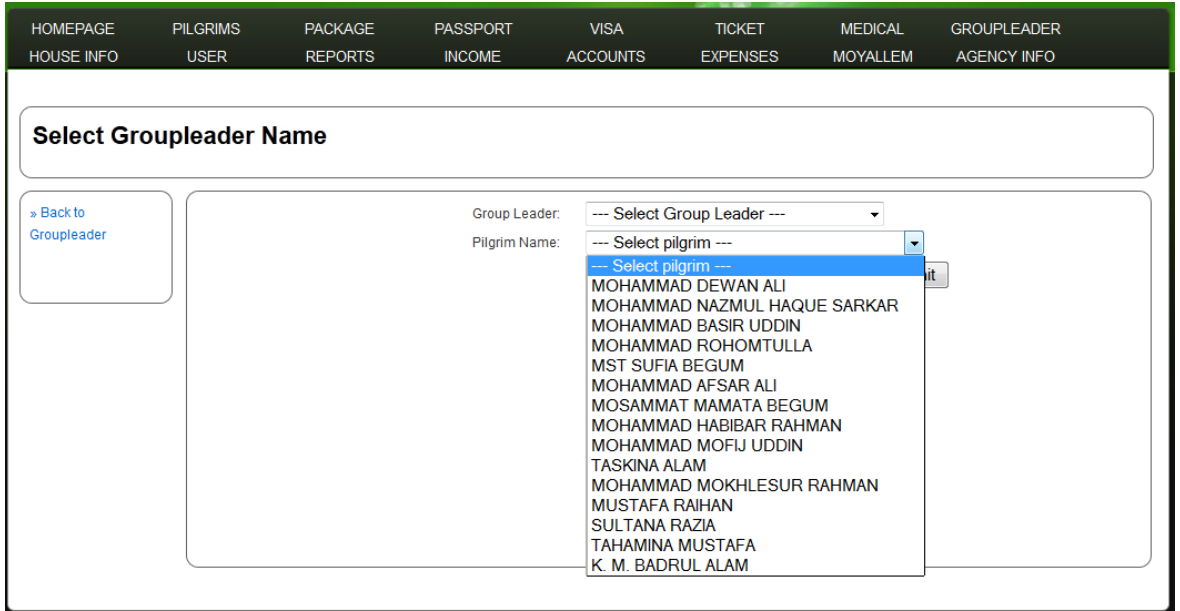 HOMEPAGE PILGRIMS PACKAGE PASSPORT VISA TICKET MEDICAL GROUPLEADER
HOUSE INFO USER REPORTS INCOME ACCOUNTS EXPENSES MOYALLEM AGENCY INFO
Select Groupleader Name
» Back to
Groupleader
Group Leader: --- Select Group Leader ---
Pilgrim Name: --- Select pilgrim ---
--- Select pilgrim ---
it
MOHAMMAD DEWAN ALI
MOHAMMAD NAZMUL HAQUE SARKAR
MOHAMMAD BASIR UDDIN
MOHAMMAD ROHOMTULLA
MST SUFIA BEGUM
MOHAMMAD AFSAR ALI
MOSAMMAT MAMATA BEGUM
MOHAMMAD HABIBAR RAHMAN
MOHAMMAD MOFIJ UDDIN
TASKINA ALAM
MOHAMMAD MOKHLESUR RAHMAN
MUSTAFA RAIHAN
SULTANA RAZIA
TAHAMINA MUSTAFA
K. M. BADRUL ALAM